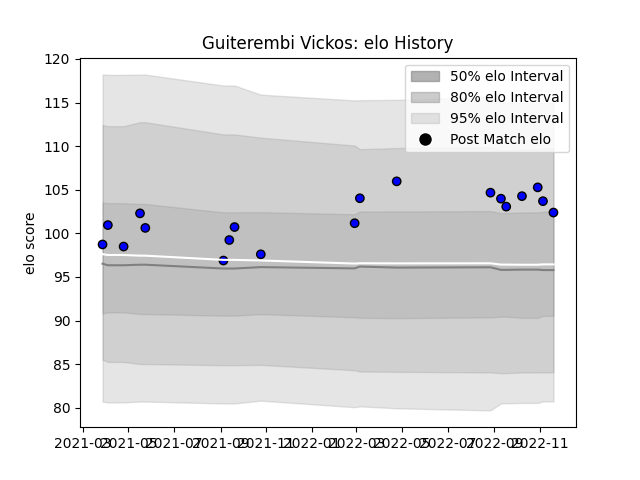 Guiterembi Vickos: elo History
120
115
110
105
100
95
90
85
80
elo score
50% elo Interval
80% elo Interval
95% elo Interval
Post Match elo
2021-03 2021-05 2021-07 2021-09 2021-11 2022-01 2022-03 2022-05 2022-07 2022-09 2022-11